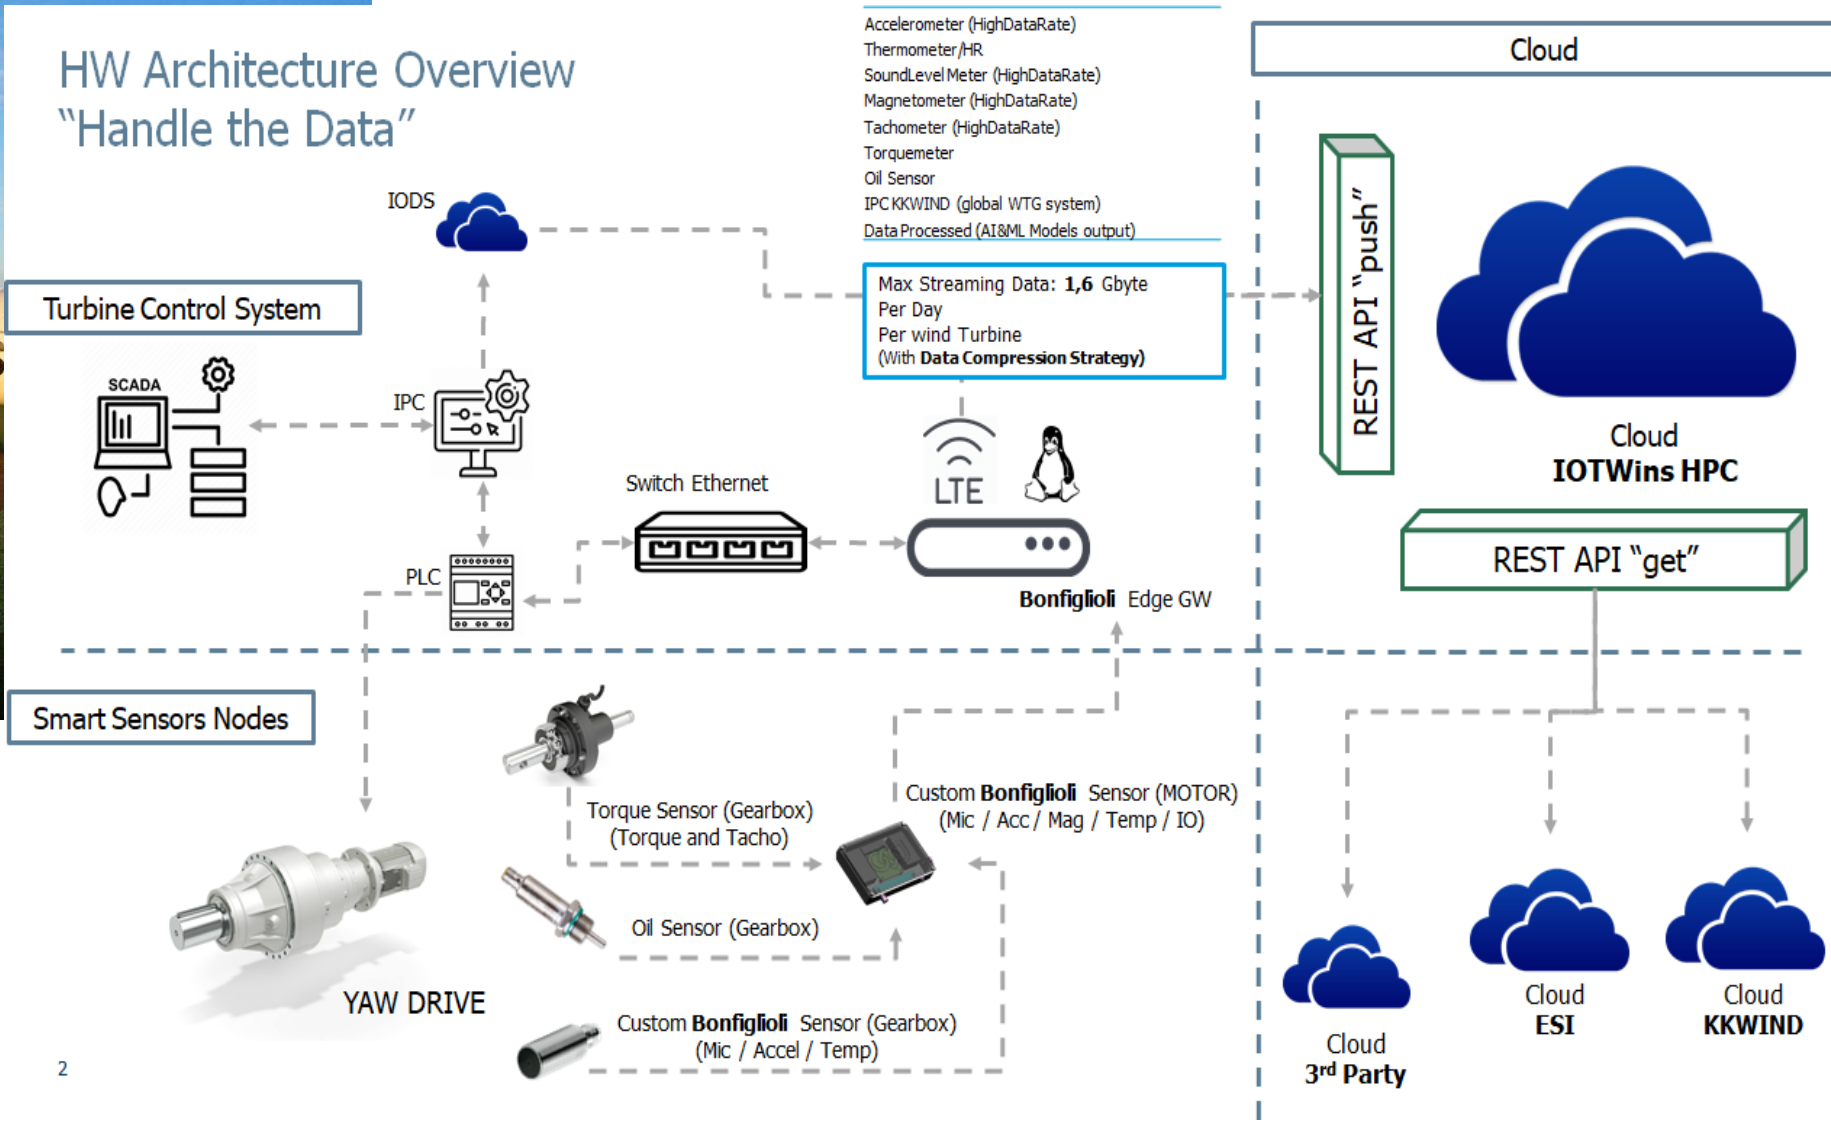 HW Architecture Overview
“Handle the Data”
Accelerometer (HighDataRate)
Thermometer/HR
SoundLevel Meter (HighDataRate)
Magnetometer (HighDataRate)
Tachometer (HighDataRate)
Torquemeter
Oil Sensor
IPC KKWIND (global WTG system)
Data Processed (AI&ML Models output)
Cloud
IODS
Turbine Control System
Max Streaming Data: 1,6 Gbyte
Per Day
Per wind Turbine
(With Data Compression Strategy)
REST API “push”
SCADA
IPC
Cloud
IOTWins HPC
Switch Ethernet
LTE
REST API “get”
PLC
Bonfiglioli Edge GW
Smart Sensors Nodes
Torque Sensor (Gearbox)
(Torque and Tacho)
Custom Bonfiglioli Sensor (MOTOR)
(Mic / Acc / Mag / Temp / IO)
Oil Sensor (Gearbox)
YAW DRIVE
Custom Bonfiglioli Sensor (Gearbox)
(Mic / Accel / Temp)
Cloud
3rd Party
Cloud
ESI
Cloud
KKWIND
2